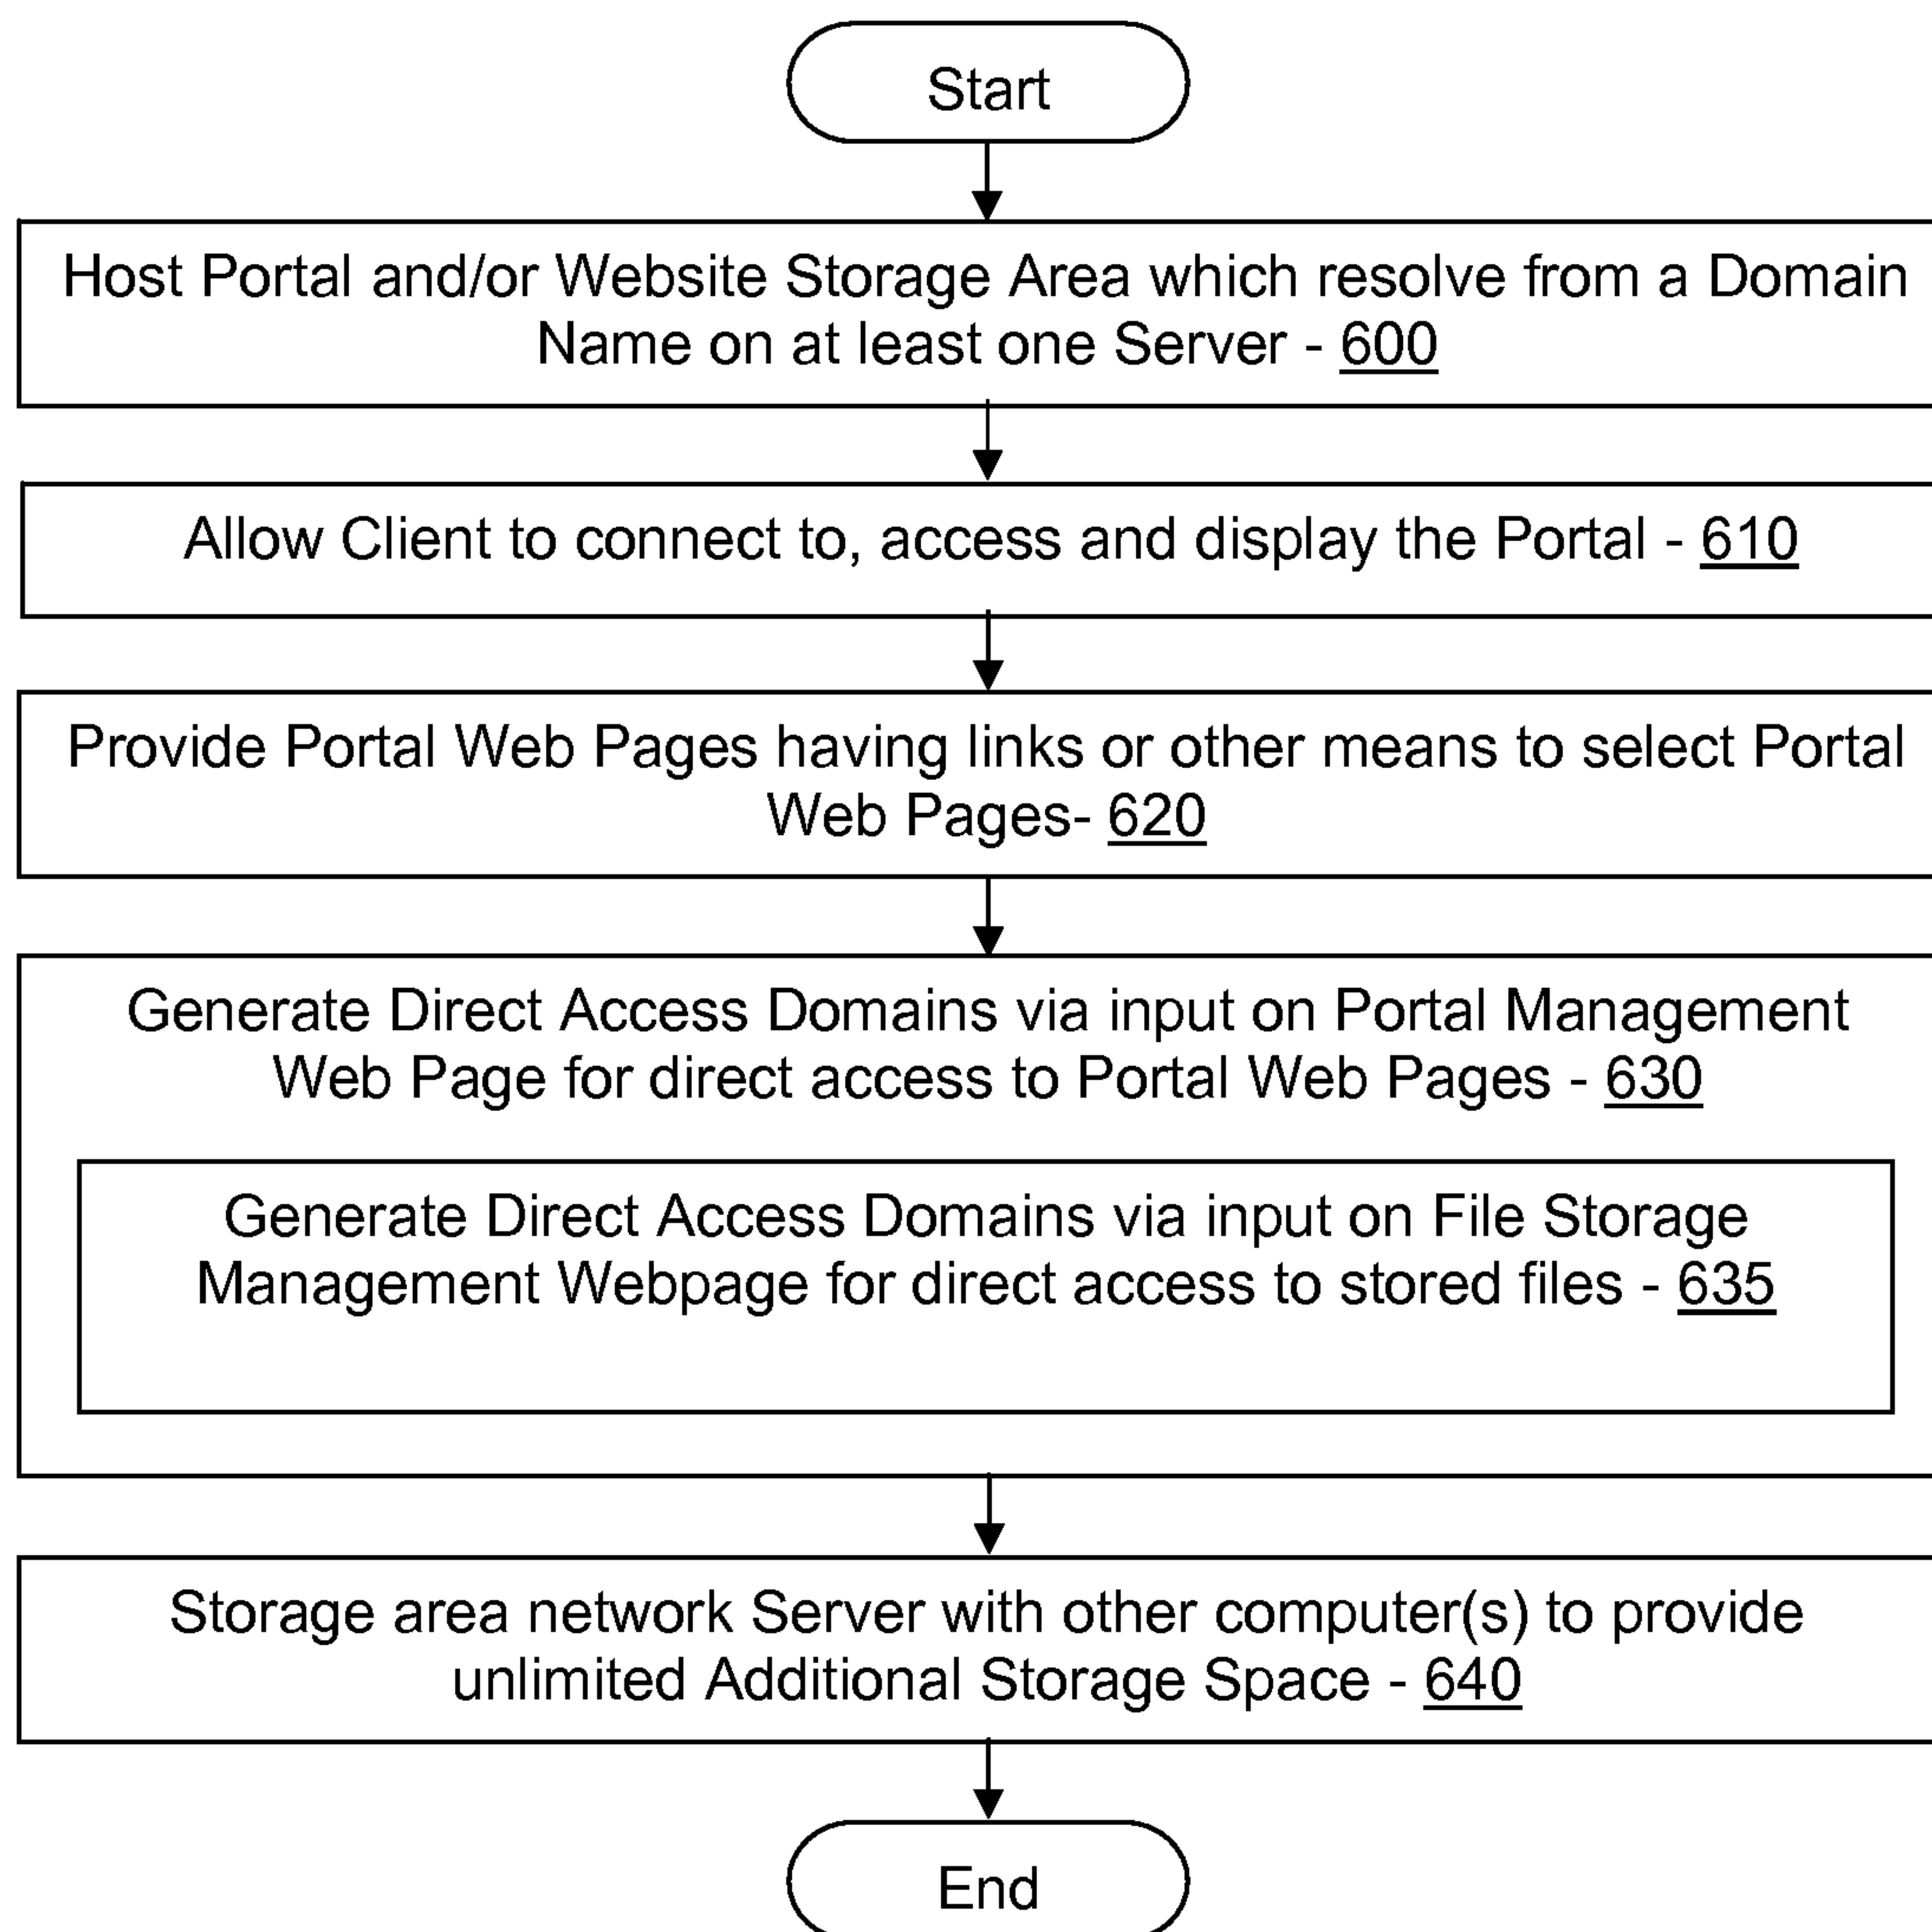 Start
Host Portal and/or Website Storage Area which resolve from a Domain
Name on at least one Server - 600
Allow Client to connect to, access and display the Portal - 610
Provide Portal Web Pages having links or other means to select Portal
Web Pages- 620
Generate Direct Access Domains via input on Portal Management
Web Page for direct access to Portal Web Pages - 630
Generate Direct Access Domains via input on File Storage
Management Webpage for direct access to stored files - 635
Storage area network Server with other computer(s) to provide
unlimited Additional Storage Space - 640
End